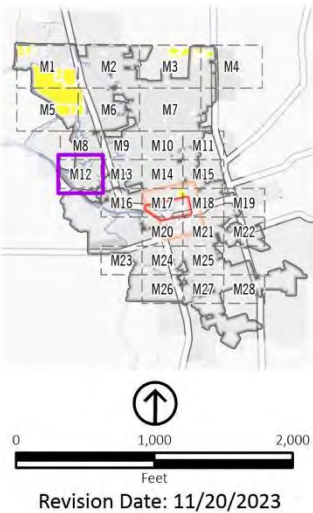 M1 M2 M3 M4
M5 M6 M7
M8 M9 M10 M11
M12 M13 M14 M15
M16 M17 M18 M19
M20 M21 M22
M23 M24 M25
M26 M27 M28
0 1,000 2,000
Feet
Revision Date: 11/20/2023